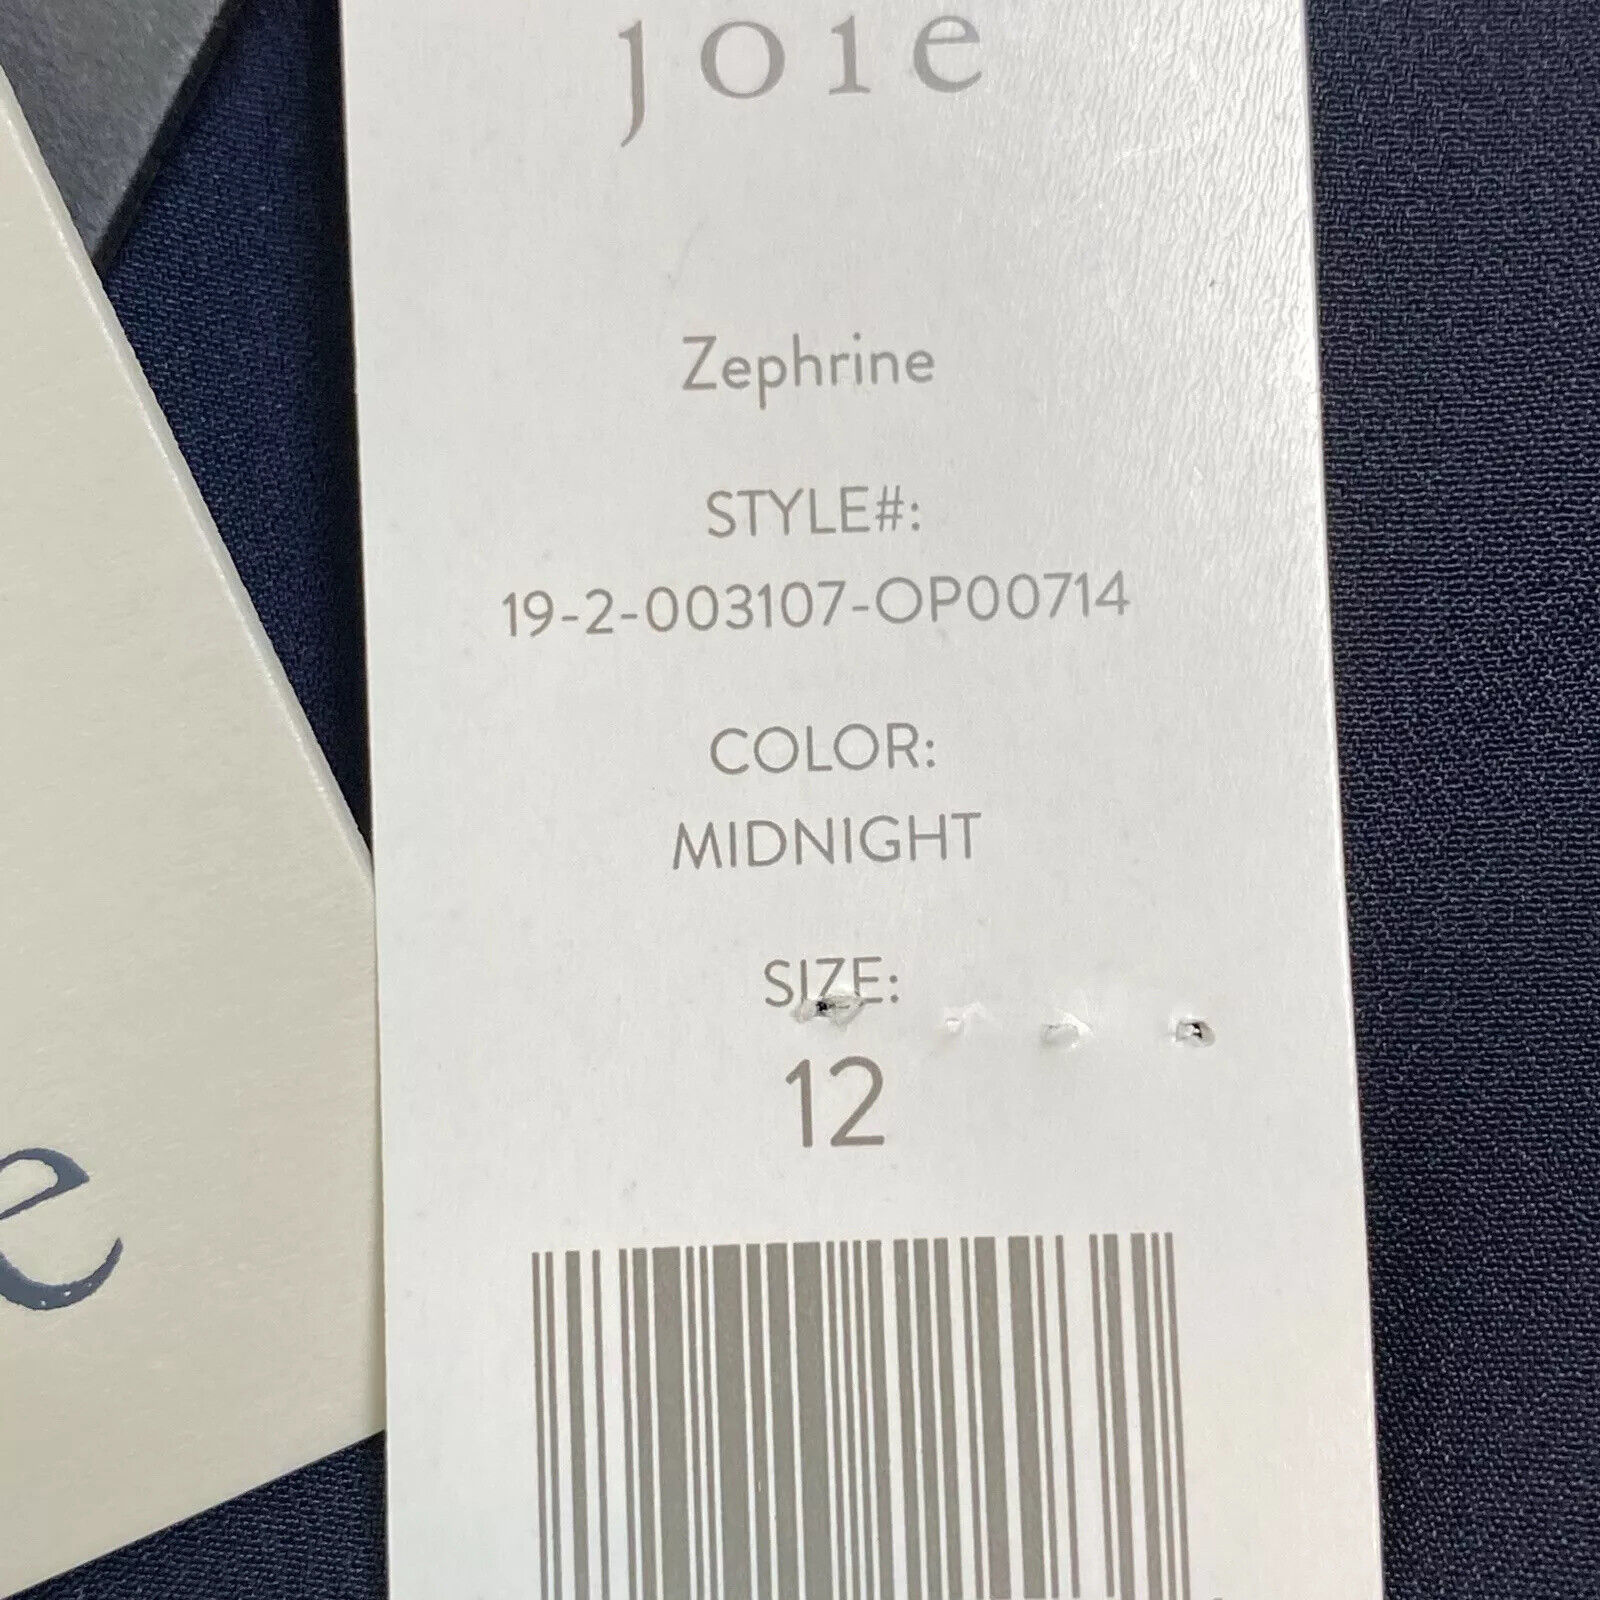 joie
Zephrine
STYLE#:
19-2-003107-OP00714
COLOR:
MIDNIGHT
SIZE:
12
e